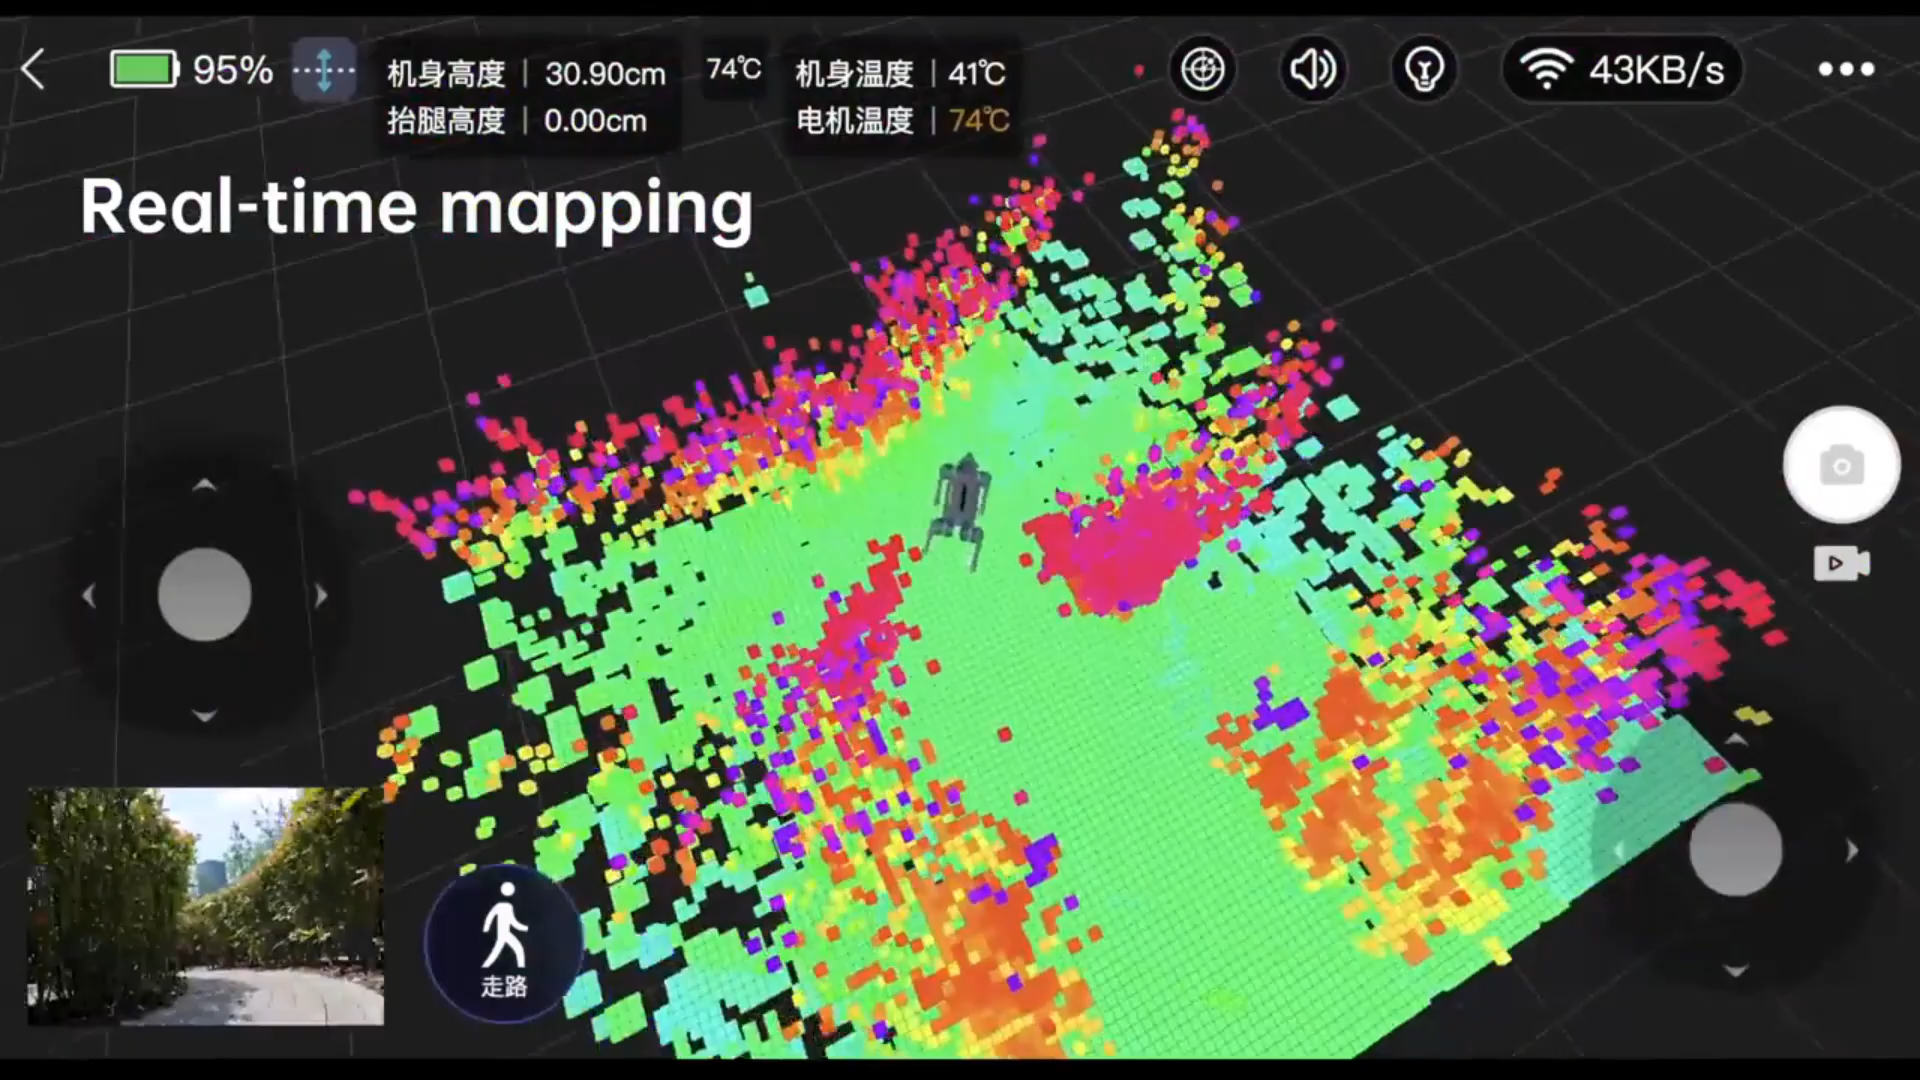 95%
机身高度 | 30.90cm
抬腿高度 | 0.00cm
74℃
机身温度 | 41℃
电机温度 | 74℃
43KB/s
Real-time mapping
走路